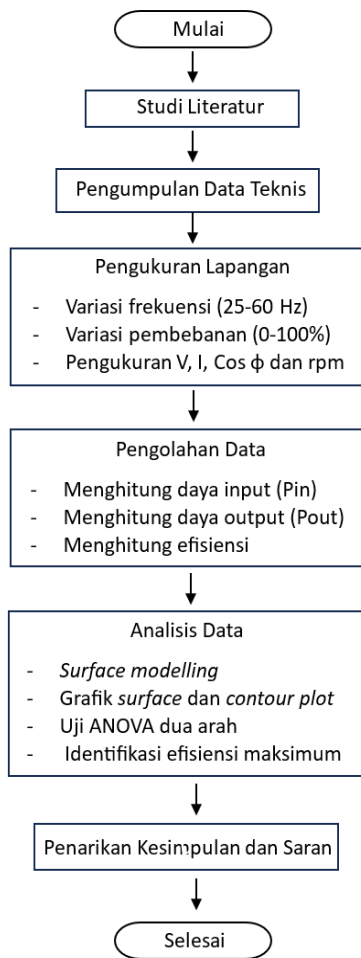 Mulai
Studi Literatur
Pengumpulan Data Teknis
Pengukuran Lapangan
- Variasi frekuensi (25-60 Hz)
- Variasi pembebanan (0-100%)
- Pengukuran V, I, Cos ϕ dan rpm
Pengolahan Data
- Menghitung daya input (Pin)
- Menghitung daya output (Pout)
- Menghitung efisiensi
Analisis Data
- Surface modelling
- Grafik surface dan contour plot
- Uji ANOVA dua arah
- Identifikasi efisiensi maksimum
Penarikan Kesimpulan dan Saran
Selesai